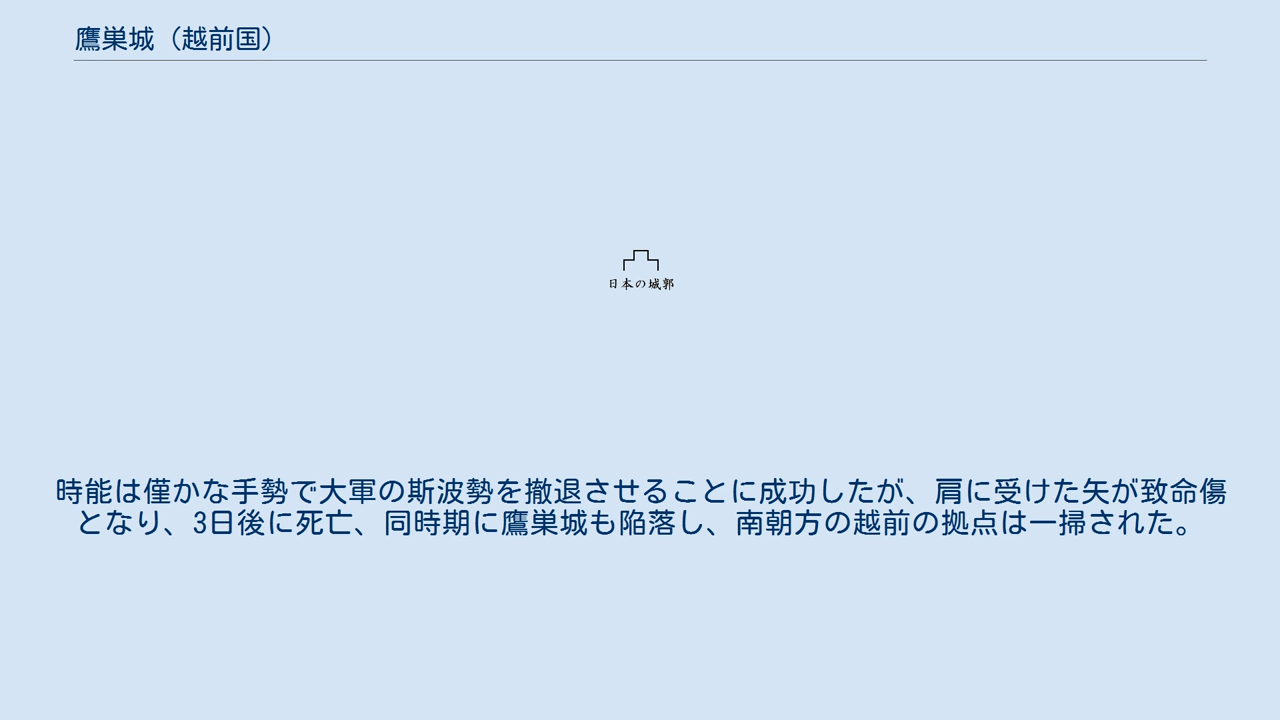 鷹巣城（越前国）
日本の城郭
時能は僅かな手勢で大軍の斯波勢を撤退させることに成功したが、肩に受けた矢が致命傷
となり、3日後に死亡、同時期に鷹巣城も陥落し、南朝方の越前の拠点は一掃された。